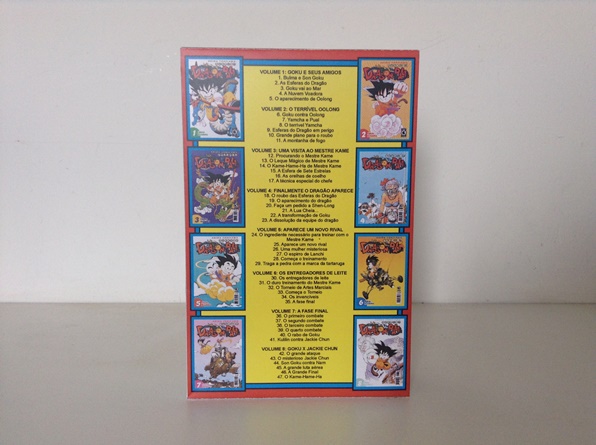 VOLUME 1: GOKU E SEUS AMIGOS
1. Bulma e Son Goku
2. As Esferas do Dragão
3. Goku vai ao Mar
4. A Nuvem Voadora
5. O aparecimento de Oolong
VOLUME 2: O TERRÍVEL OOLONG
6. Goku contra Oolong
7. Yamcha e Pual
8. O terrível Yamcha
9. Esferas do Dragão em perigo
10. Grande plano para o roubo
11. A montanha de fogo
VOLUME 3: UMA VISITA AO MESTRE KAME
12. Procurando o Mestre Kame
13. O Leque Mágico de Mestre Kame
14. O Kame-Hame-Ha de Mestre Kame
15. A Esfera de Sete Estrelas
16. As orelhas de coelho
17. A técnica especial do chefe
VOLUME 4: FINALMENTE O DRAGÃO APARECE
18. O roubo das Esferas do Dragão
19. O aparecimento do dragão
20. Faça um pedido a Shen-Long
21. A Lua Cheia
22. A transformação de Goku
23. A dissolução da equipe do dragão
VOLUME 5: APARECE UM NOVO RIVAL
24. O ingrediente necessário para treinar com o
Mestre Kame
25. Aparece um novo rival
26. Uma mulher misteriosa
27. O espirro de Lanchi
28. Começa o treinamento
29. Traga a pedra com a marca da tartaruga
VOLUME 6: OS ENTREGADORES DE LEITE
30. Os entregadores de leite
31. O duro treinamento do Mestre Kame
32. O Torneio de Artes Marciais
33. Começa o Torneio
34. Os invencíveis
35. A fase final
VOLUME 7: A FASE FINAL
36. O primeiro combate
37. O segundo combate
38. O terceiro combate
39. O quarto combate
40. O rabo de Goku
41. Kulilin contra Jackie Chun
VOLUME 8: GOKU X JACKIE CHUN
42. O grande ataque
43. O misterioso Jackie Chun
44. Son Goku contra Nam
45. A grande luta aérea
46. A Grande Final
47. O Kame-Hame-Ha
1
2
3
4
5
6
7